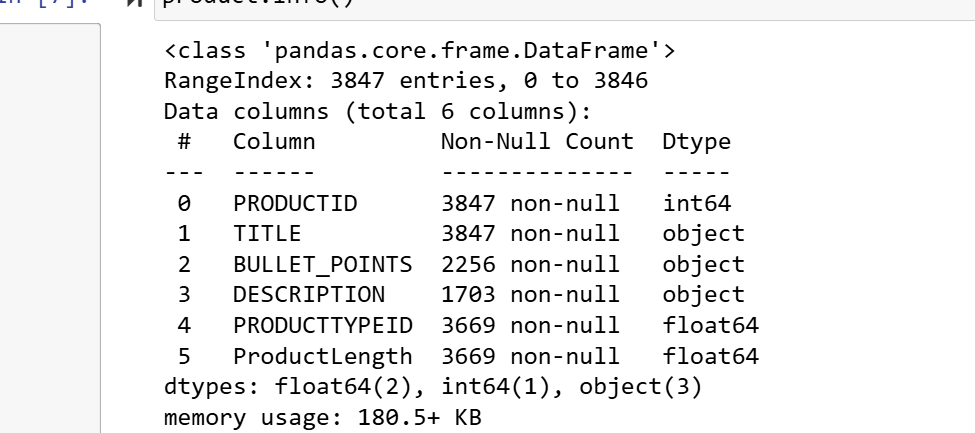 In [7]: product.info()
<class 'pandas.core.frame.DataFrame'>
RangeIndex: 3847 entries, 0 to 3846
Data columns (total 6 columns):
#   Column         Non-Null Count  Dtype
---  ------         --------------  -----
0   PRODUCTID      3847 non-null   int64
1   TITLE          3847 non-null   object
2   BULLET_POINTS  2256 non-null   object
3   DESCRIPTION    1703 non-null   object
4   PRODUCTTYPEID  3669 non-null   float64
5   ProductLength  3669 non-null   float64
dtypes: float64(2), int64(1), object(3)
memory usage: 180.5+ KB